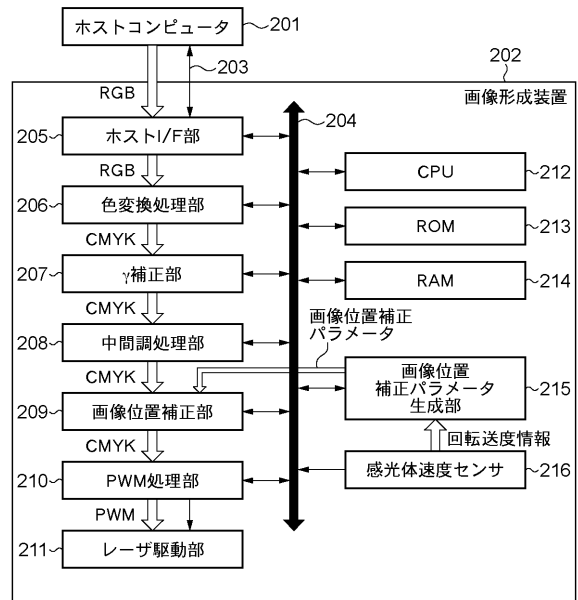 ホストコンピュータ
201
203
202
RGB
画像形成装置
204
205
ホストI/F部
RGB
CPU
212
206
色変換処理部
CMYK
ROM
213
207
γ補正部
RAM
214
CMYK
画像位置補正
パラメータ
208
中間調処理部
CMYK
画像位置
補正パラメータ
生成部
215
209
画像位置補正部
CMYK
回転送度情報
210
PWM処理部
感光体速度センサ
216
PWM
211
レーザ駆動部